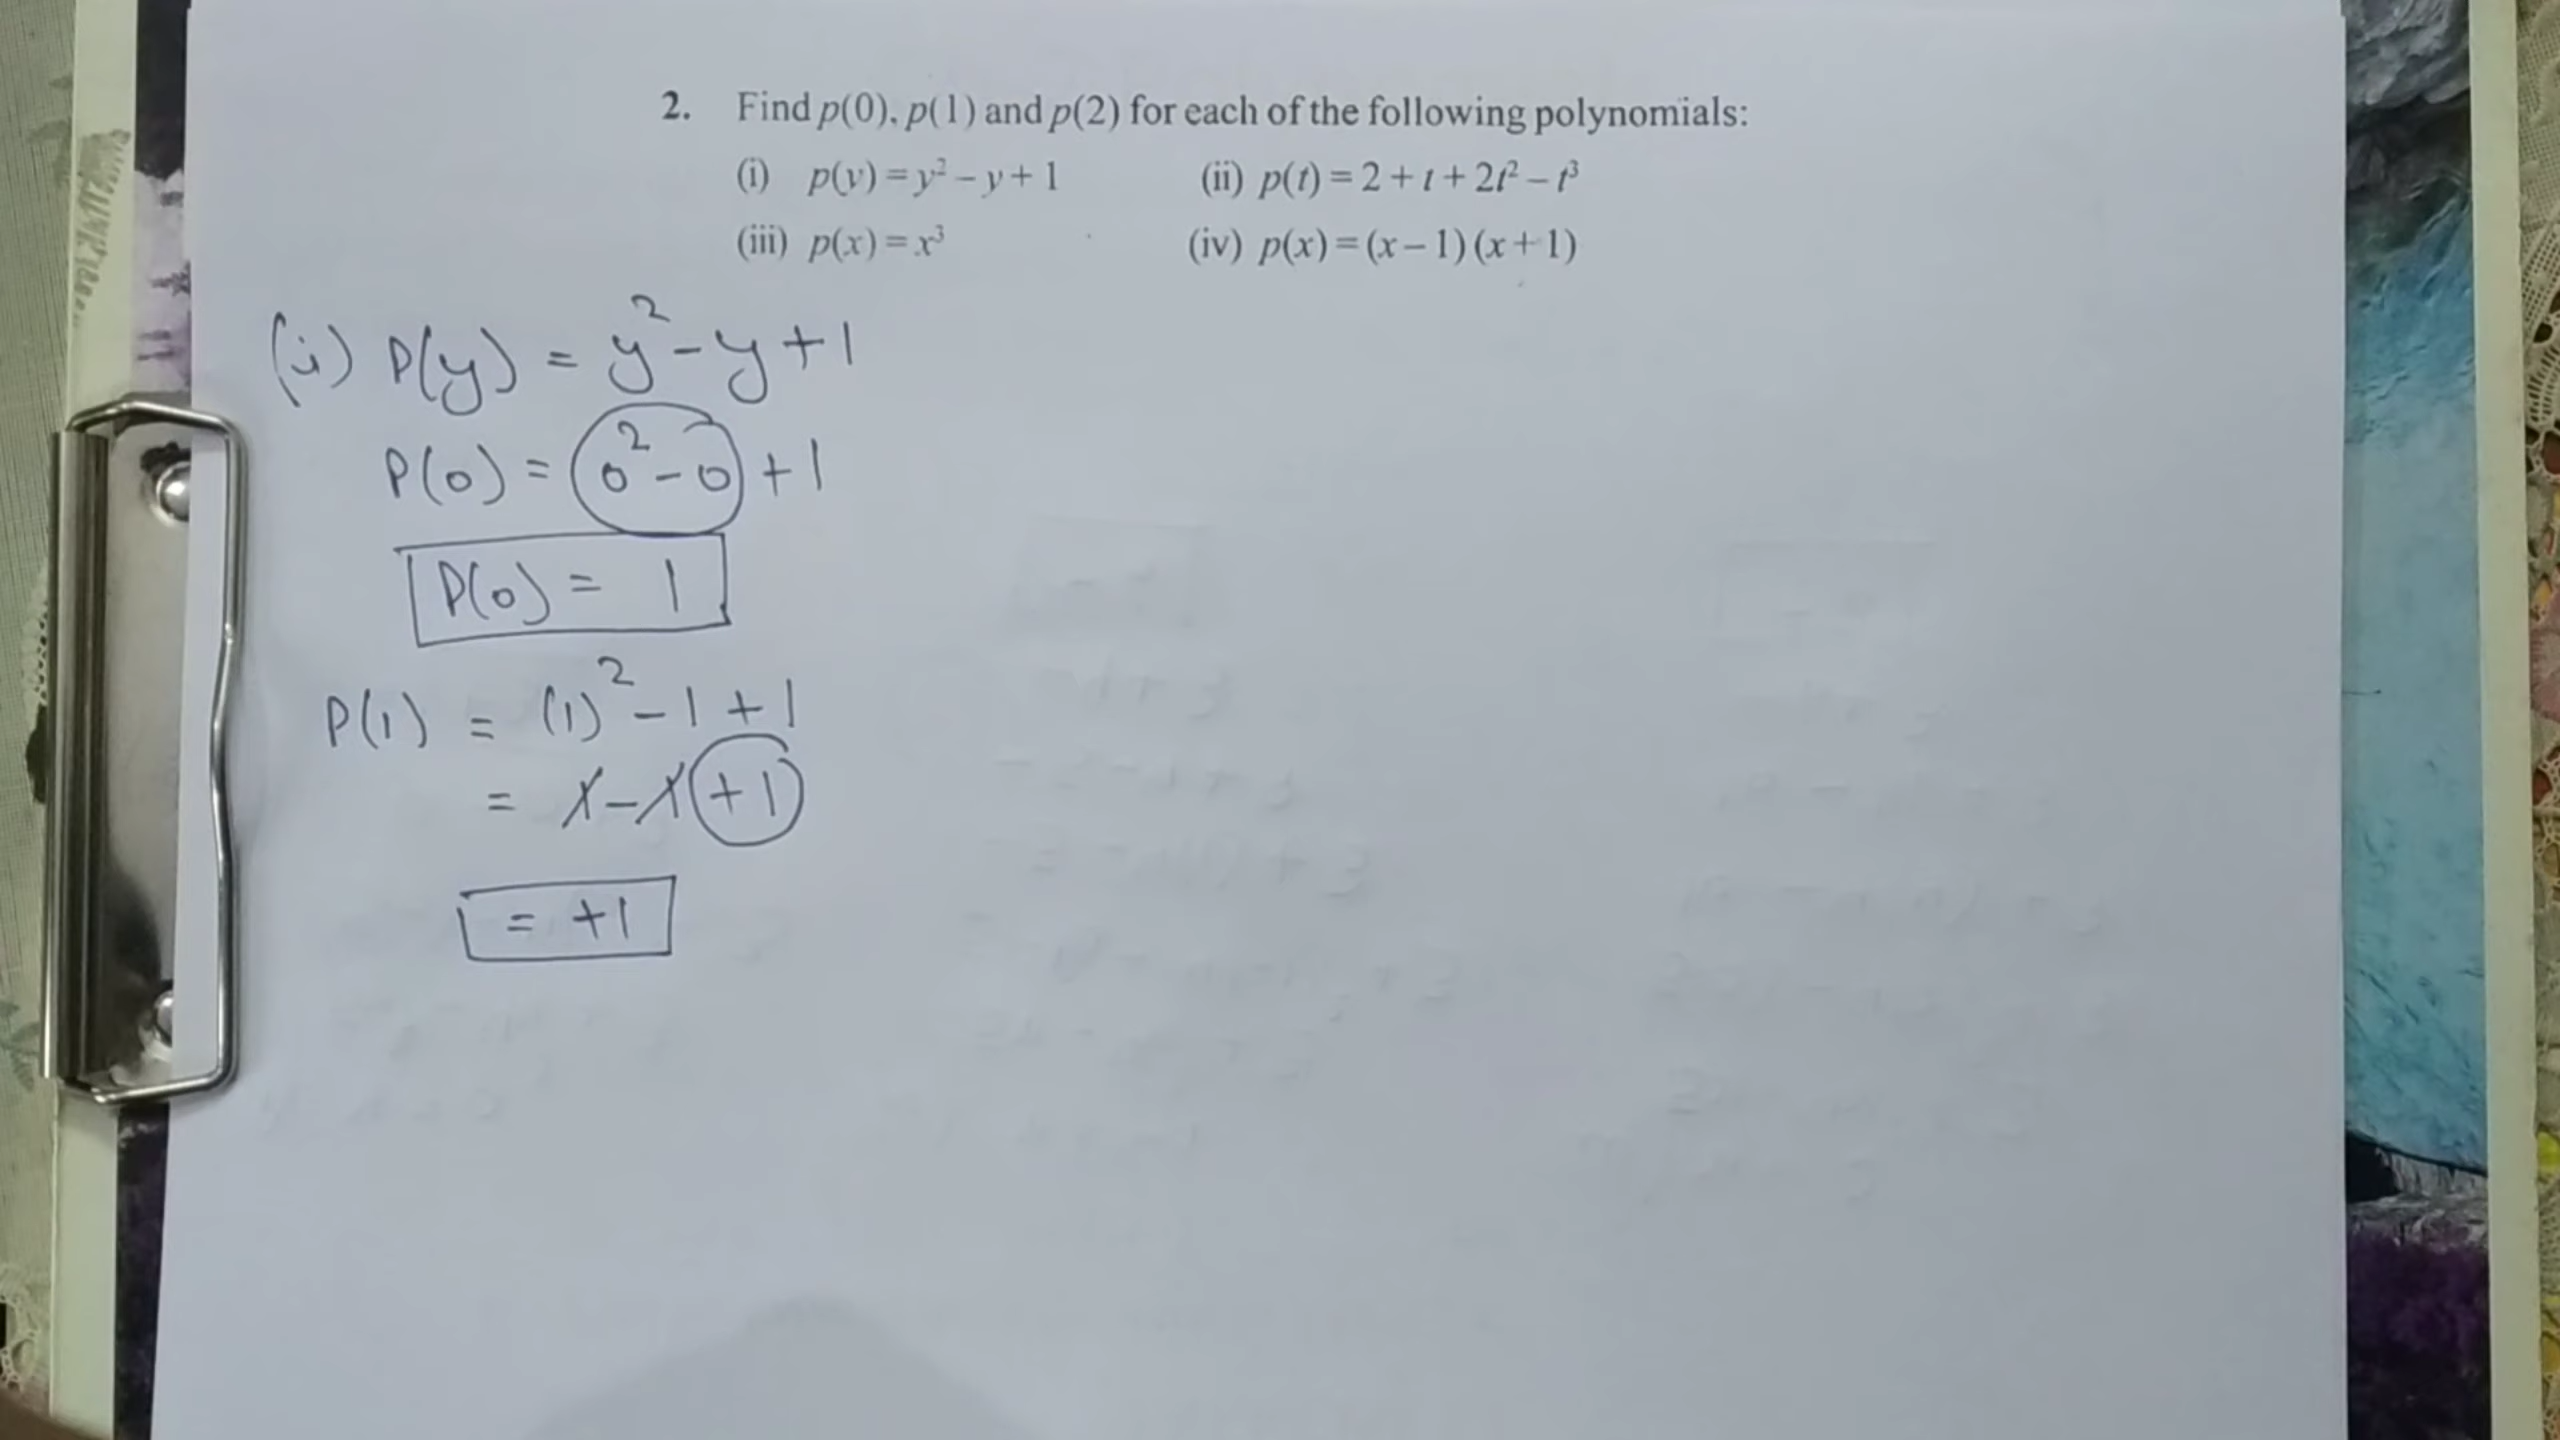 2. Find p(0), p(1) and p(2) for each of the following polynomials:
(i) p(y) = y² – y + 1 (ii) p(t) = 2 + t + 2t² – t³
(iii) p(x) = x³ (iv) p(x) = (x – 1) (x + 1)
(i) P(y) = y² - y + 1
P(0) = 0² - 0 + 1
P(0) = 1
P(1) = (1)² - 1 + 1
= 1 - 1 + 1
= +1